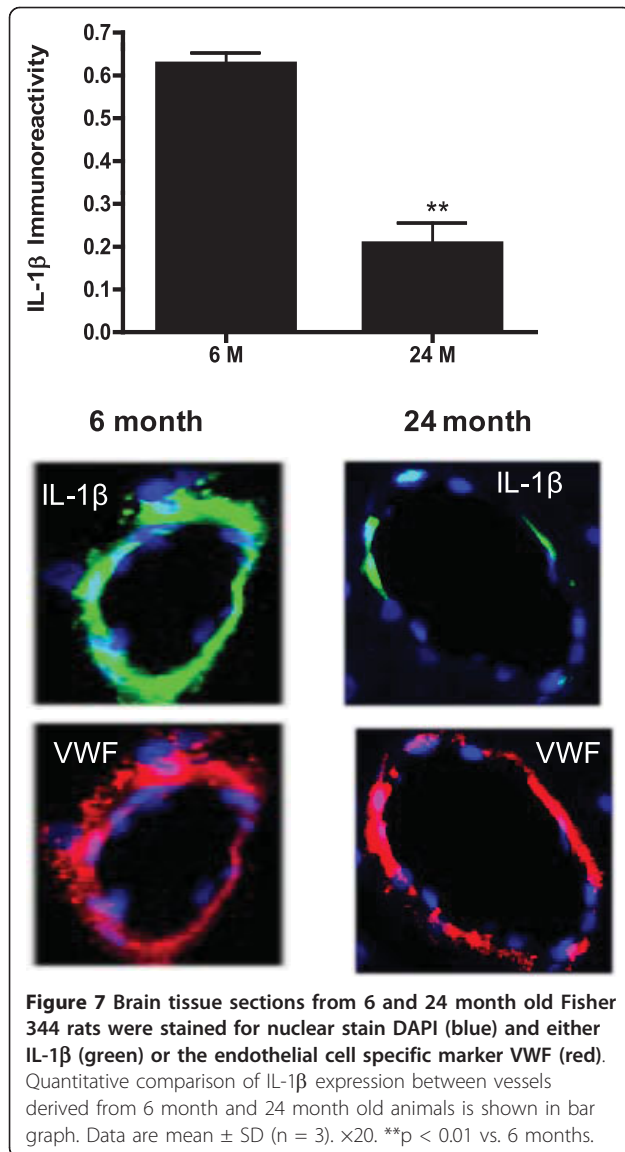 IL-1β Immunoreactivity
0.7
0.6
0.5
0.4
0.3
0.2
0.1
0.0
**
6 M
24 M
6 month
24 month
IL-1β
IL-1β
VWF
VWF
Figure 7 Brain tissue sections from 6 and 24 month old Fisher
344 rats were stained for nuclear stain DAPI (blue) and either
IL-1β (green) or the endothelial cell specific marker VWF (red).
Quantitative comparison of IL-1β expression between vessels
derived from 6 month and 24 month old animals is shown in bar
graph. Data are mean ± SD (n = 3). ×20. **p < 0.01 vs. 6 months.